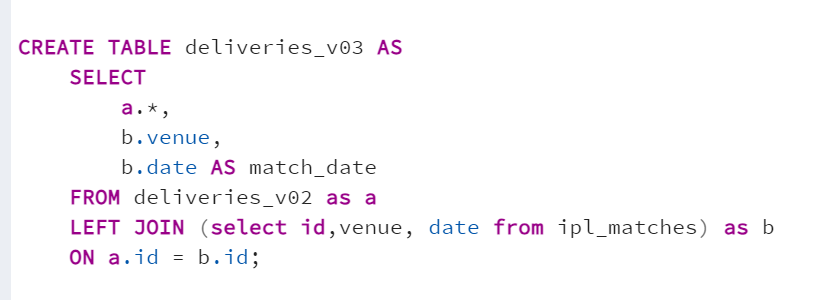 CREATE TABLE deliveries_v03 AS
SELECT
a.*,
b.venue,
b.date AS match_date
FROM deliveries_v02 as a
LEFT JOIN (select id,venue, date from ipl_matches) as b
ON a.id = b.id;